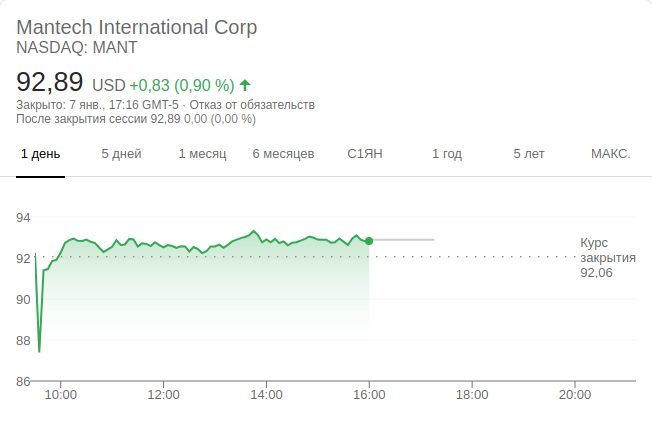 Mantech International Corp
NASDAQ: MANT
92,89 USD +0,83 (0,90 %)
Закрыто: 7 янв., 17:16 GMT-5 · Отказ от обязательств
После закрытия сессии 92,89 0,00 (0,00 %)
1 день 5 дней 1 месяц 6 месяцев С1ЯН 1 год 5 лет МАКС.
94
92
90
88
86
Курс
закрытия
92,06
10:00 12:00 14:00 16:00 18:00 20:00